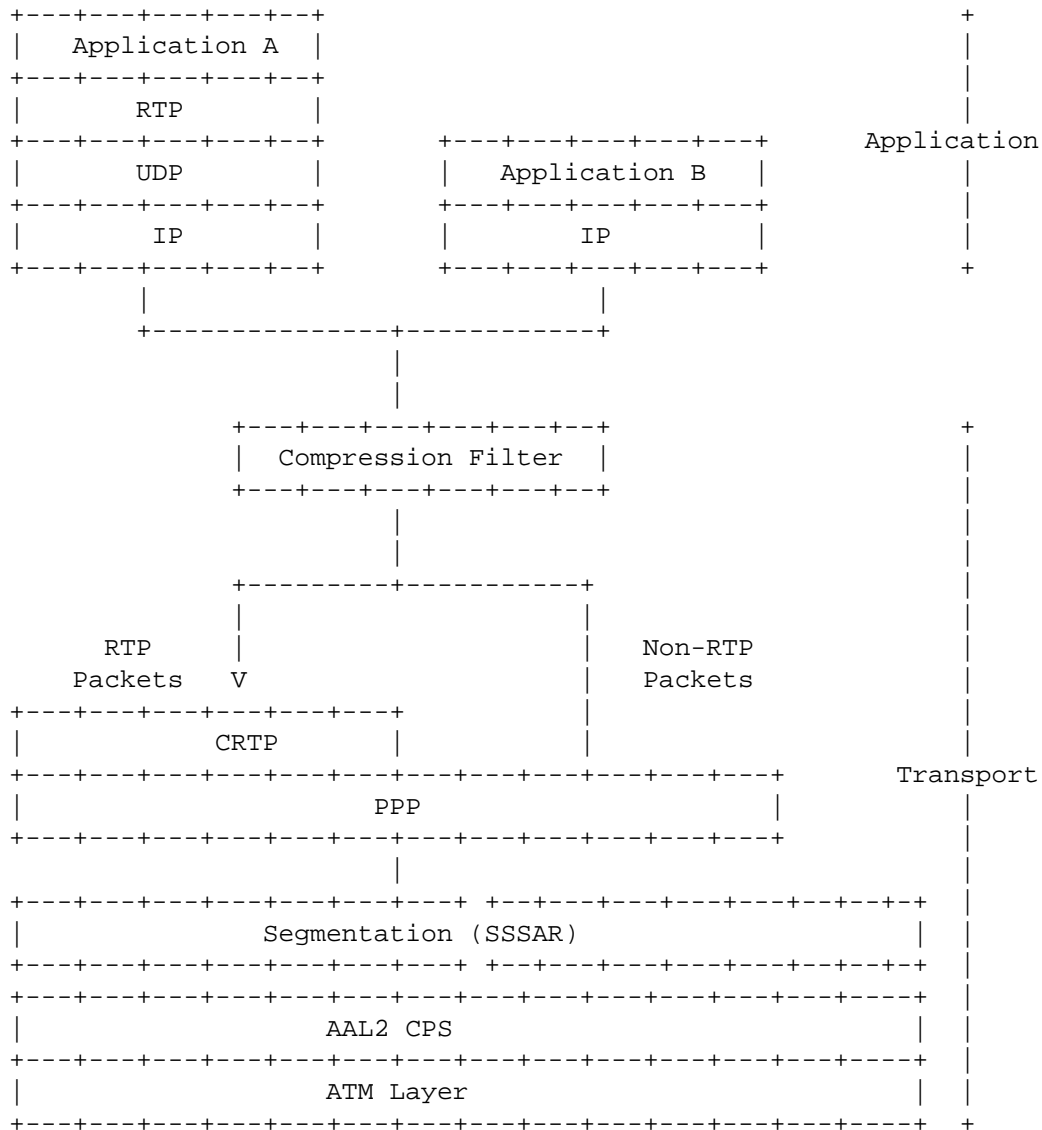 Application A
RTP
Application
UDP Application B
IP IP
Compression Filter
RTP Non-RTP
Packets V Packets
CRTP
Transport
PPP
Segmentation (SSSAR)
AAL2 CPS
ATM Layer